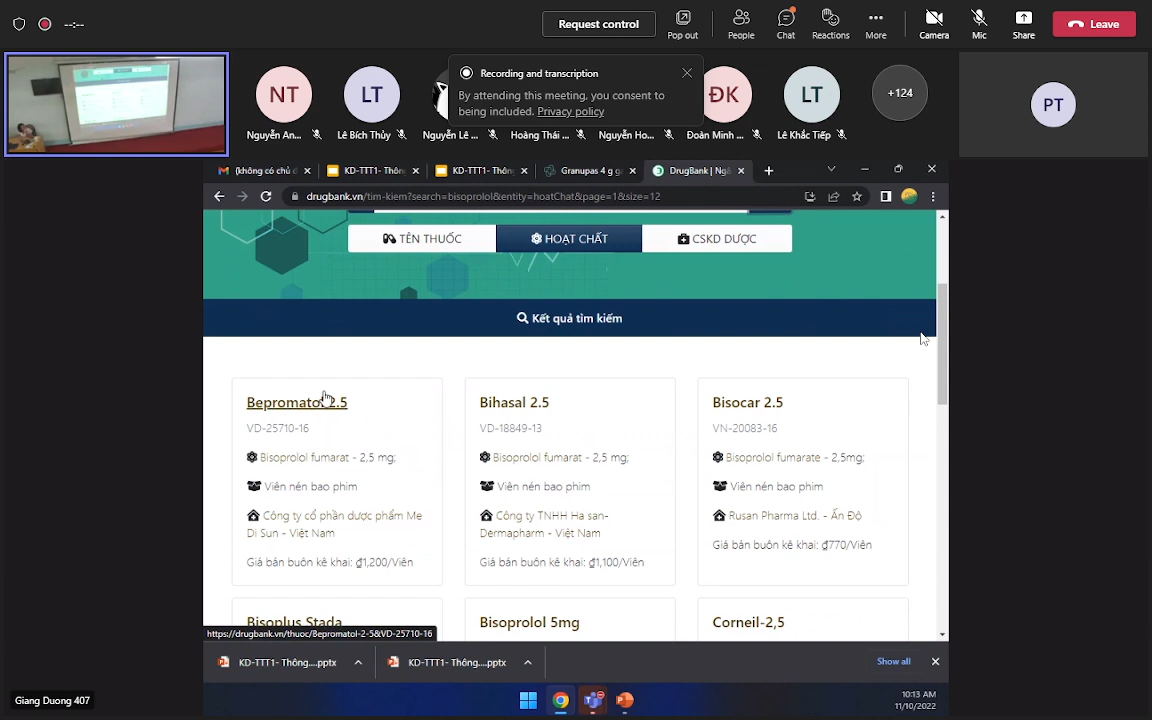 --:--
Request control
Pop out
People
Chat
Reactions
More
Camera
Mic
Share
Leave
Recording and transcription
By attending this meeting, you consent to
being included. Privacy policy
NT
LT
ĐK
LT
+124
PT
Nguyễn An...
Lê Bích Thủy
Nguyễn Lê ...
Hoàng Thái ...
Nguyễn Ho...
Đoàn Minh ...
Lê Khắc Tiếp
(không có chủ đ
KD-TTT1- Thôn
KD-TTT1- Thôn
Granupas 4 g g
DrugBank | Ng
drugbank.vn/tim-kiem?search=bisoprolol&entity=hoatChat&page=1&size=12
TÊN THUỐC
HOẠT CHẤT
CSKD DƯỢC
Kết quả tìm kiếm
Bepromatol 2.5
VD-25710-16
Bisoprolol fumarat - 2,5 mg;
Viên nén bao phim
Công ty cổ phần dược phẩm Me
Di Sun - Việt Nam
Giá bán buôn kê khai: ₫1,200/Viên
Bihasal 2.5
VD-18849-13
Bisoprolol fumarat - 2,5 mg;
Viên nén bao phim
Công ty TNHH Ha san-
Dermapharm - Việt Nam
Giá bán buôn kê khai: ₫1,100/Viên
Bisocar 2.5
VN-20083-16
Bisoprolol fumarate - 2,5mg;
Viên nén bao phim
Rusan Pharma Ltd. - Ấn Độ
Giá bán buôn kê khai: ₫770/Viên
Bisoplus Stada
Bisoprolol 5mg
Corneil-2,5
https://drugbank.vn/thuoc/Bepromatol-2-5&VD-25710-16
KD-TTT1- Thông....pptx
KD-TTT1- Thông....pptx
Show all
10:13 AM
11/10/2022
Giang Duong 407